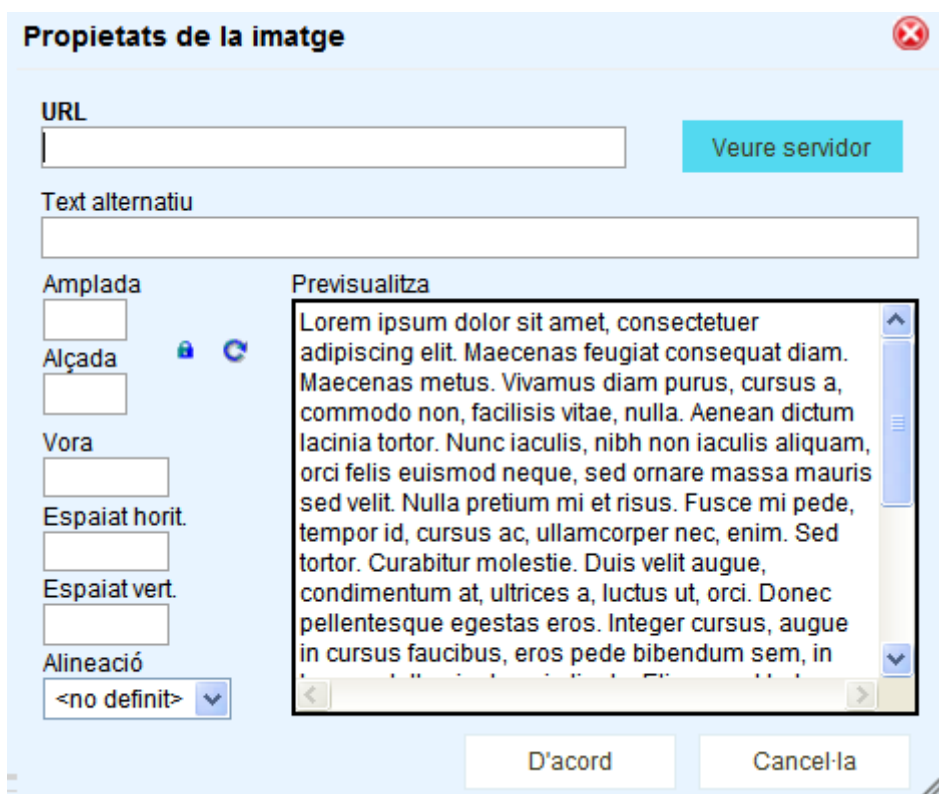 Propietats de la imatge
URL
Veure servidor
Text alternatiu
Amplada
Previsualitza
Alçada
Vora
Espaiat horit.
Espaiat vert.
Alineació
<no definit>
Lorem ipsum dolor sit amet, consectetuer
adipiscing elit. Maecenas feugiat consequat diam.
Maecenas metus. Vivamus diam purus, cursus a,
commodo non, facilisis vitae, nulla. Aenean dictum
lacinia tortor. Nunc iaculis, nibh non iaculis aliquam,
orci felis euismod neque, sed ornare massa mauris
sed velit. Nulla pretium mi et risus. Fusce mi pede,
tempor id, cursus ac, ullamcorper nec, enim. Sed
tortor. Curabitur molestie. Duis velit augue,
condimentum at, ultrices a, luctus ut, orci. Donec
pellentesque egestas eros. Integer cursus, augue
in cursus faucibus, eros pede bibendum sem, in
D'acord
Cancel·la